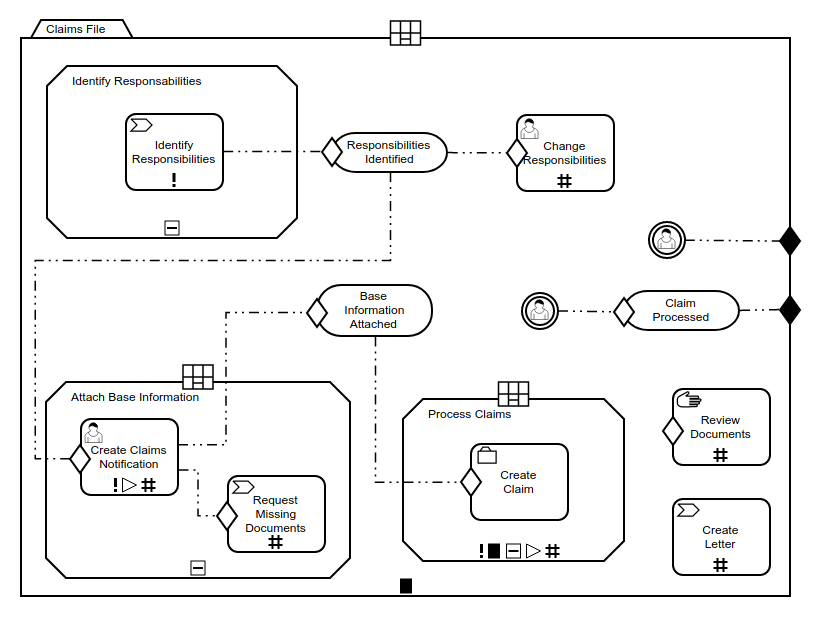 Claims File
Identify Responsabilities
Identify
Responsibilities
Responsibilities
Identified
Change
Responsibilities
Base
Information
Attached
Claim
Processed
Attach Base Information
Create Claims
Notification
Request
Missing
Documents
Process Claims
Create
Claim
Review
Documents
Create
Letter